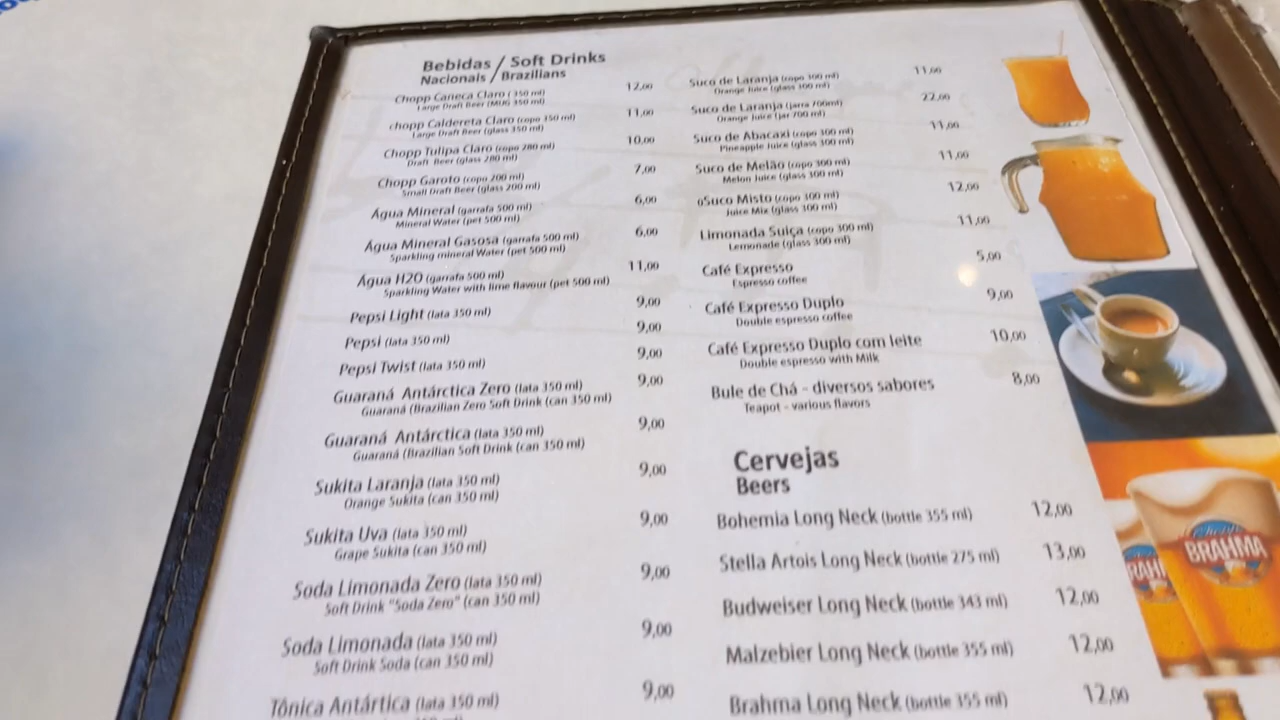 Bebidas / Soft Drinks
Nacionais / Brazilians
Chopp Caneca Claro (350 ml) 12,00
Large Draft Beer (MUG 350 ml)
chopp Caldereta Claro (copo 350 ml) 11,00
Large Draft Beer (glass 350 ml)
Chopp Tulipa Claro (copo 280 ml) 10,00
Draft Beer (glass 280 ml)
Chopp Garoto (copo 200 ml) 7,00
Small Draft Beer (glass 200 ml)
Água Mineral (garrafa 500 ml) 6,00
Mineral Water (pet 500 ml)
Água Mineral Gasosa (garrafa 500 ml) 6,00
Sparkling mineral Water (pet 500 ml)
Água H2O (garrafa 500 ml) 11,00
Sparkling Water with lime flavour (pet 500 ml)
Pepsi Light (lata 350 ml) 9,00
Pepsi (lata 350 ml) 9,00
Pepsi Twist (lata 350 ml) 9,00
Guaraná Antárctica Zero (lata 350 ml) 9,00
Guaraná (Brazilian Zero Soft Drink (can 350 ml)
Guaraná Antárctica (lata 350 ml) 9,00
Guaraná (Brazilian Soft Drink (can 350 ml)
Sukita Laranja (lata 350 ml) 9,00
Orange Sukita (can 350 ml)
Sukita Uva (lata 350 ml) 9,00
Grape Sukita (can 350 ml)
Soda Limonada Zero (lata 350 ml) 9,00
Soft Drink "Soda Zero" (can 350 ml)
Soda Limonada (lata 350 ml) 9,00
Soft Drink Soda (can 350 ml)
Tônica Antártica (lata 350 ml) 9,00
Suco de Laranja (copo 300 ml) 11,00
Orange Juice (glass 300 ml)
Suco de Laranja (jarra 700ml) 22,00
Orange Juice (jar 700 ml)
Suco de Abacaxi (copo 300 ml) 11,00
Pineapple Juice (glass 300 ml)
Suco de Melão (copo 300 ml) 11,00
Melon Juice (glass 300 ml)
oSuco Misto (copo 300 ml) 12,00
Juice Mix (glass 300 ml)
Limonada Suiça (copo 300 ml) 11,00
Lemonade (glass 300 ml)
Café Expresso 5,00
Espresso coffee
Café Expresso Duplo 9,00
Double espresso coffee
Café Expresso Duplo com leite 10,00
Double espresso with Milk
Bule de Chá - diversos sabores 8,00
Teapot - various flavors
Cervejas
Beers
Bohemia Long Neck (bottle 355 ml) 12,00
Stella Artois Long Neck (bottle 275 ml) 13,00
Budweiser Long Neck (bottle 343 ml) 12,00
Malzebier Long Neck (bottle 355 ml) 12,00
Brahma Long Neck (bottle 355 ml) 12,00
Chopp
BRAHMA